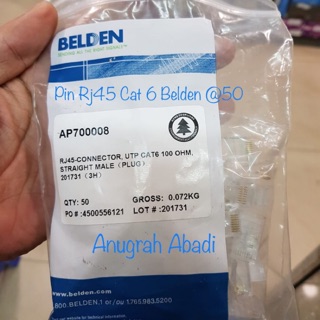 BELDEN
Pin Rj45 Cat 6 Belden @50
AP700008
RJ45-CONNECTOR, UTP CAT6 100 OHM,
STRAIGHT MALE (PLUG)
201731 (3H)
QTY: 50 GROSS: 0.072KG
PO #:4500556121 LOT #:201731
Anugrah Abadi
www.belden.com